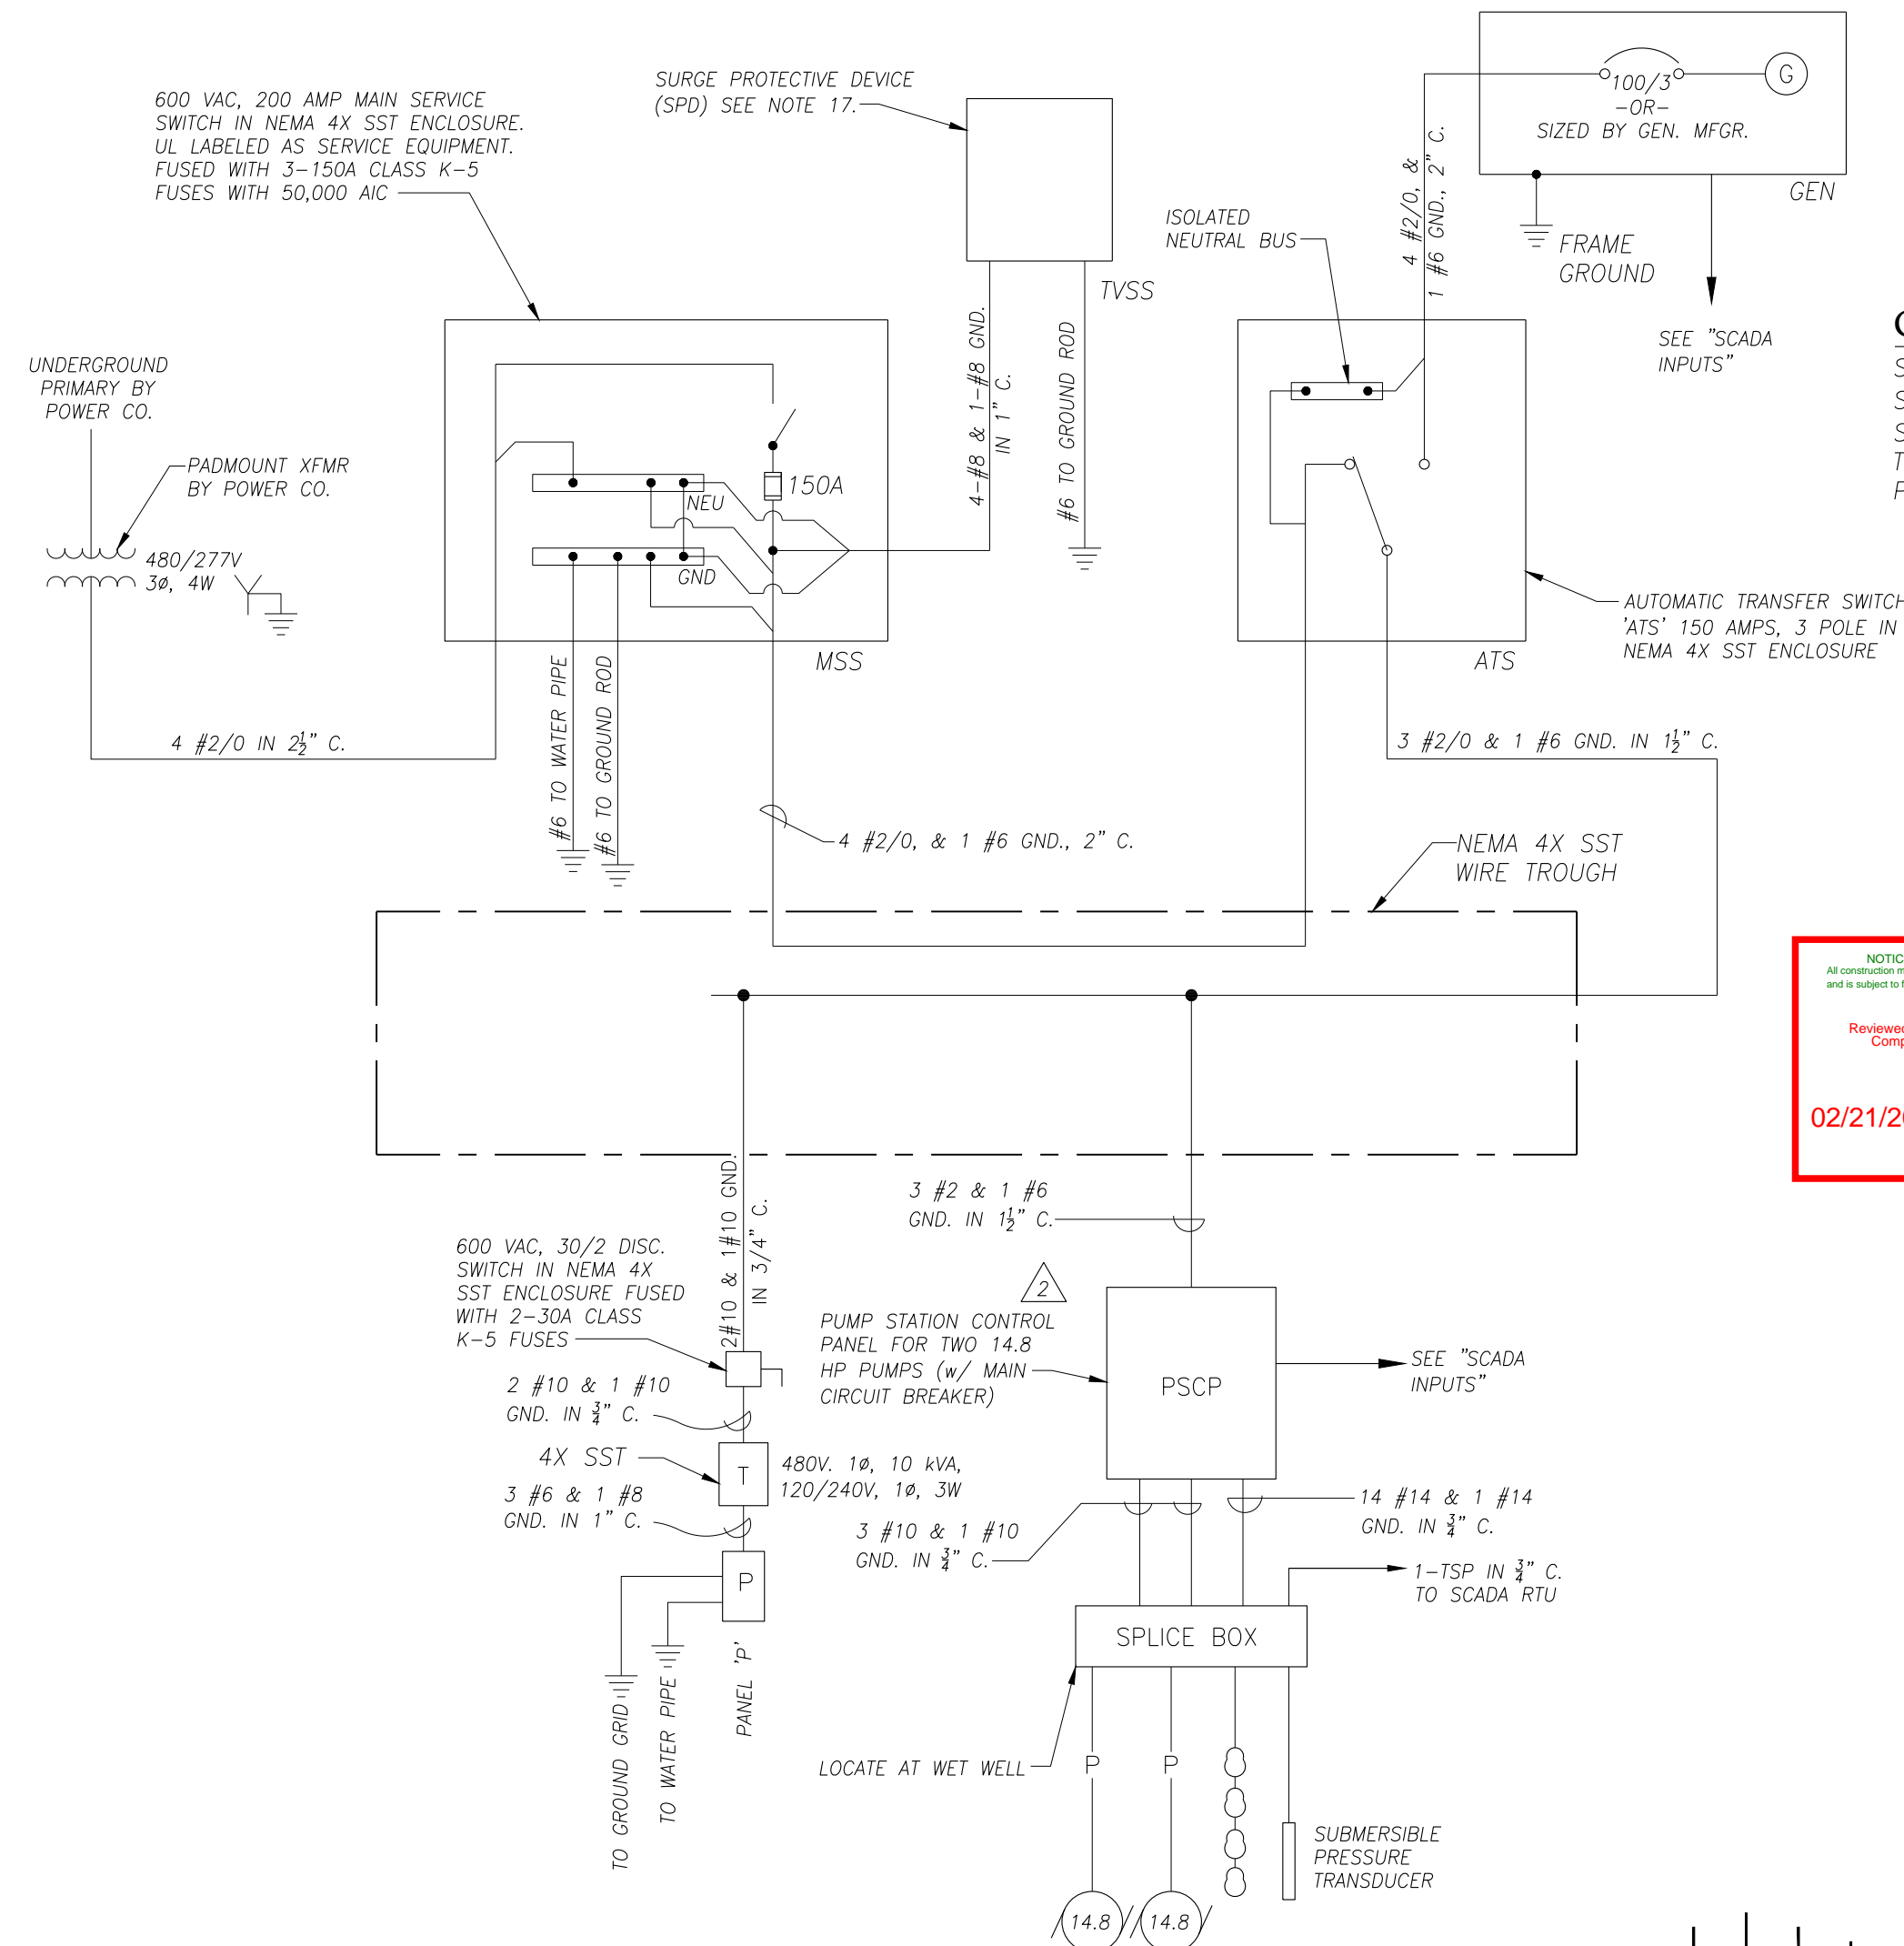 600 VAC, 200 AMP MAIN SERVICE
SWITCH IN NEMA 4X SST ENCLOSURE.
UL LABELED AS SERVICE EQUIPMENT.
FUSED WITH 3-150A CLASS K-5
FUSES WITH 50,000 AIC
SURGE PROTECTIVE DEVICE
(SPD) SEE NOTE 17.
TVSS
100/3
-OR-
SIZED BY GEN. MFGR.
G
GEN
FRAME
GROUND
SEE "SCADA
INPUTS"
4 #2/0, &
1 #6 GND., 2" C.
ISOLATED
NEUTRAL BUS
UNDERGROUND
PRIMARY BY
POWER CO.
PADMOUNT XFMR
BY POWER CO.
480/277V
3ø, 4W
150A
NEU
GND
MSS
4-#8 & 1-#8 GND.
IN 1" C.
#6 TO GROUND ROD
ATS
AUTOMATIC TRANSFER SWITCH
'ATS' 150 AMPS, 3 POLE IN
NEMA 4X SST ENCLOSURE
4 #2/0 IN 2½" C.
#6 TO WATER PIPE
#6 TO GROUND ROD
3 #2/0 & 1 #6 GND. IN 1½" C.
4 #2/0, & 1 #6 GND., 2" C.
NEMA 4X SST
WIRE TROUGH
NOTIC
All construction m
and is subject to f
Reviewed
Comp
02/21/20
2#10 & 1#10 GND.
IN 3/4" C.
3 #2 & 1 #6
GND. IN 1½" C.
600 VAC, 30/2 DISC.
SWITCH IN NEMA 4X
SST ENCLOSURE FUSED
WITH 2-30A CLASS
K-5 FUSES
2
PUMP STATION CONTROL
PANEL FOR TWO 14.8
HP PUMPS (w/ MAIN
CIRCUIT BREAKER)
PSCP
SEE "SCADA
INPUTS"
2 #10 & 1 #10
GND. IN ¾" C.
4X SST
T
480V. 1ø, 10 kVA,
120/240V, 1ø, 3W
3 #6 & 1 #8
GND. IN 1" C.
P
PANEL 'P'
TO GROUND GRID
TO WATER PIPE
3 #10 & 1 #10
GND. IN ¾" C.
14 #14 & 1 #14
GND. IN ¾" C.
1-TSP IN ¾" C.
TO SCADA RTU
SPLICE BOX
LOCATE AT WET WELL
P
P
SUBMERSIBLE
PRESSURE
TRANSDUCER
14.8
14.8